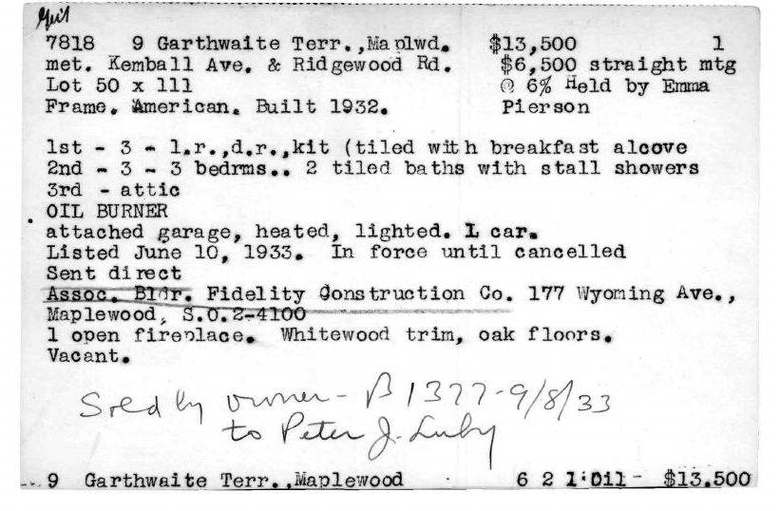 7818 9 Garthwaite Terr.,Maplwd. $13,500 1
met. Kemball Ave. & Ridgewood Rd. $6,500 straight mtg
Lot 50 x 111 @ 6% Held by Emma
Frame. American. Built 1932. Pierson
1st - 3 - l.r.,d.r.,kit (tiled with breakfast alcove
2nd - 3 - 3 bedrms.. 2 tiled baths with stall showers
3rd - attic
OIL BURNER
attached garage, heated, lighted. 1 car.
Listed June 10, 1933. In force until cancelled
Sent direct
Assoc. Bldr. Fidelity Construction Co. 177 Wyoming Ave.,
Maplewood, S.O.2-4100
1 open fireplace. Whitewood trim, oak floors.
Vacant.
Sold by owner - B 1377-9/8/33
to Peter J. Luby
9 Garthwaite Terr.,Maplewood 6 2 1:Oil- $13.500